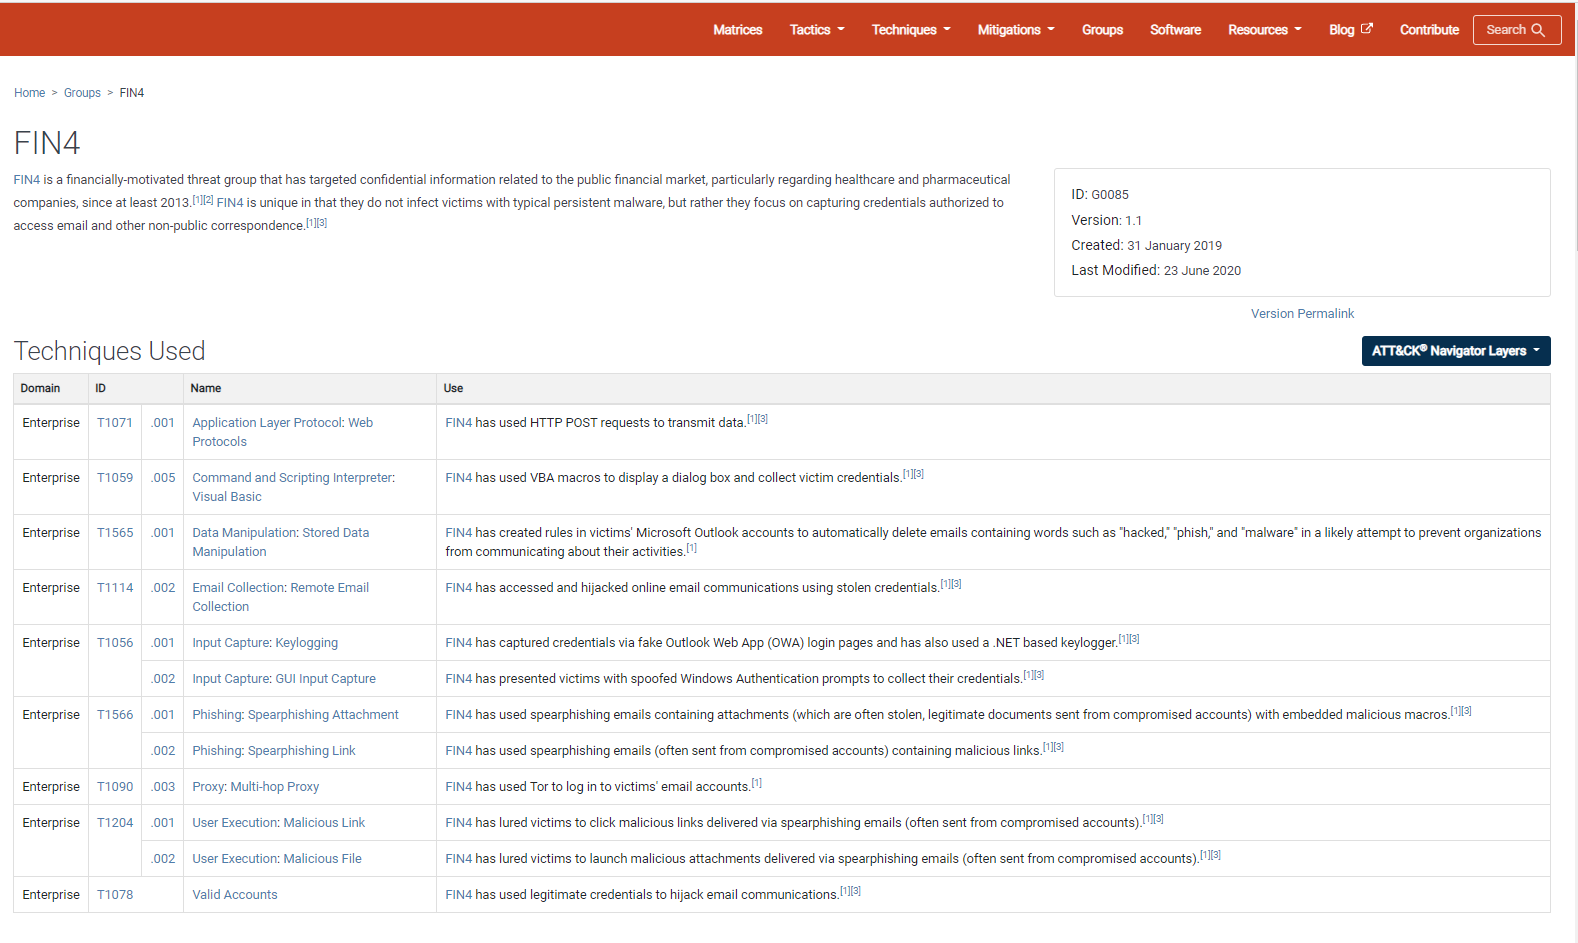 Matrices Tactics Techniques Mitigations Groups Software Resources Blog Contribute Search
Home > Groups > FIN4
FIN4
FIN4 is a financially-motivated threat group that has targeted confidential information related to the public financial market, particularly regarding healthcare and pharmaceutical
companies, since at least 2013.[1][2] FIN4 is unique in that they do not infect victims with typical persistent malware, but rather they focus on capturing credentials authorized to
access email and other non-public correspondence.[1][3]
ID: G0085
Version: 1.1
Created: 31 January 2019
Last Modified: 23 June 2020
Version Permalink
Techniques Used
ATT&CK® Navigator Layers
Domain ID Name Use
Enterprise T1071 .001 Application Layer Protocol: Web FIN4 has used HTTP POST requests to transmit data.[1][3]
Protocols
Enterprise T1059 .005 Command and Scripting Interpreter: FIN4 has used VBA macros to display a dialog box and collect victim credentials.[1][3]
Visual Basic
Enterprise T1565 .001 Data Manipulation: Stored Data FIN4 has created rules in victims' Microsoft Outlook accounts to automatically delete emails containing words such as "hacked," "phish," and "malware" in a likely attempt to prevent organizations
Manipulation from communicating about their activities.[1]
Enterprise T1114 .002 Email Collection: Remote Email FIN4 has accessed and hijacked online email communications using stolen credentials.[1][3]
Collection
Enterprise T1056 .001 Input Capture: Keylogging FIN4 has captured credentials via fake Outlook Web App (OWA) login pages and has also used a .NET based keylogger.[1][3]
.002 Input Capture: GUI Input Capture FIN4 has presented victims with spoofed Windows Authentication prompts to collect their credentials.[1][3]
Enterprise T1566 .001 Phishing: Spearphishing Attachment FIN4 has used spearphishing emails containing attachments (which are often stolen, legitimate documents sent from compromised accounts) with embedded malicious macros.[1][3]
.002 Phishing: Spearphishing Link FIN4 has used spearphishing emails (often sent from compromised accounts) containing malicious links.[1][3]
Enterprise T1090 .003 Proxy: Multi-hop Proxy FIN4 has used Tor to log in to victims' email accounts.[1]
Enterprise T1204 .001 User Execution: Malicious Link FIN4 has lured victims to click malicious links delivered via spearphishing emails (often sent from compromised accounts).[1][3]
.002 User Execution: Malicious File FIN4 has lured victims to launch malicious attachments delivered via spearphishing emails (often sent from compromised accounts).[1][3]
Enterprise T1078 Valid Accounts FIN4 has used legitimate credentials to hijack email communications.[1][3]